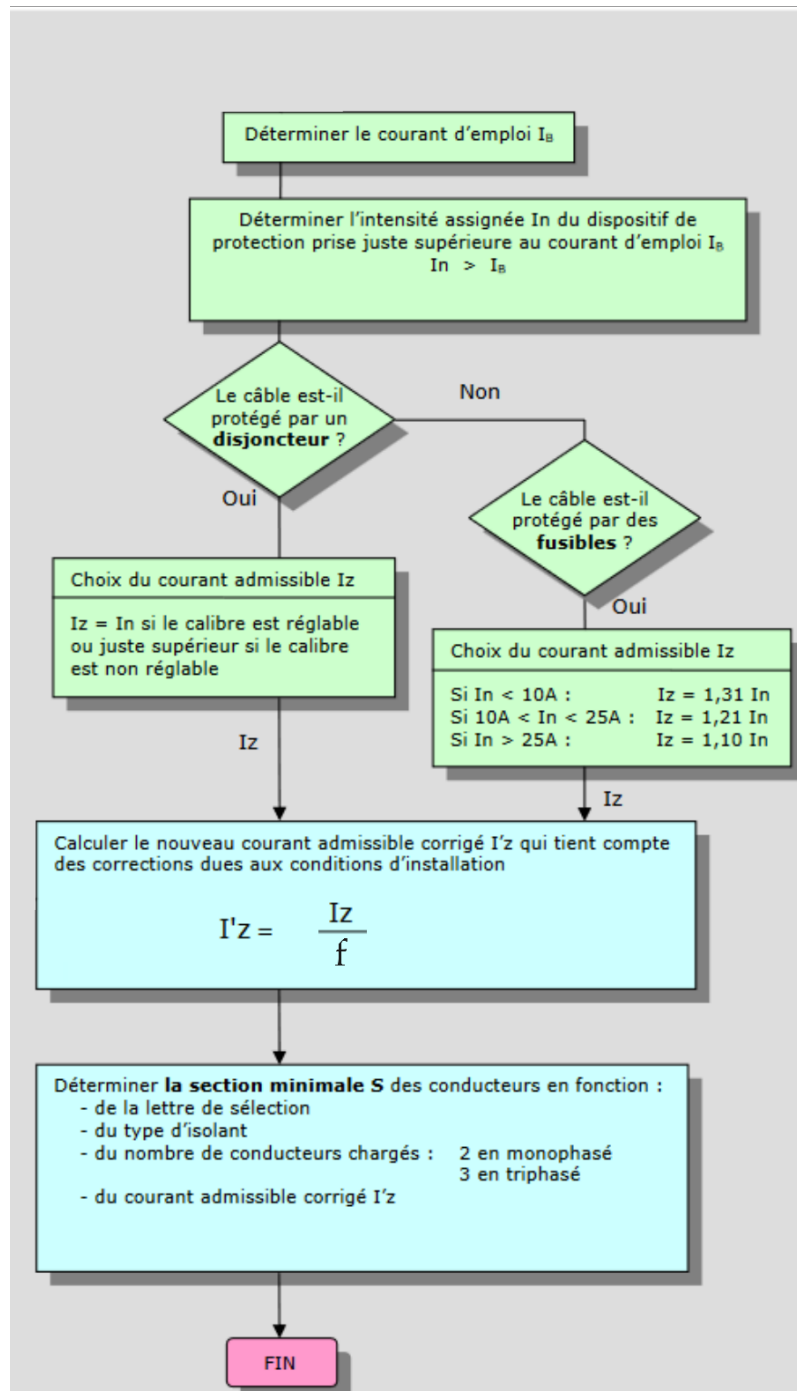 Déterminer le courant d'emploi IB
Déterminer l'intensité assignée In du dispositif de
protection prise juste supérieure au courant d'emploi IB
In > IB
Le câble est-il
protégé par un
disjoncteur ?
Non
Oui
Le câble est-il
protégé par des
fusibles ?
Oui
Choix du courant admissible Iz
Iz = In si le calibre est réglable
ou juste supérieur si le calibre
est non réglable
Iz
Choix du courant admissible Iz
Si In < 10A : Iz = 1,31 In
Si 10A < In < 25A : Iz = 1,21 In
Si In > 25A : Iz = 1,10 In
Iz
Calculer le nouveau courant admissible corrigé I'z qui tient compte
des corrections dues aux conditions d'installation
I'z = Iz
f
Déterminer la section minimale S des conducteurs en fonction :
- de la lettre de sélection
- du type d'isolant
- du nombre de conducteurs chargés : 2 en monophasé
3 en triphasé
- du courant admissible corrigé I'z
FIN